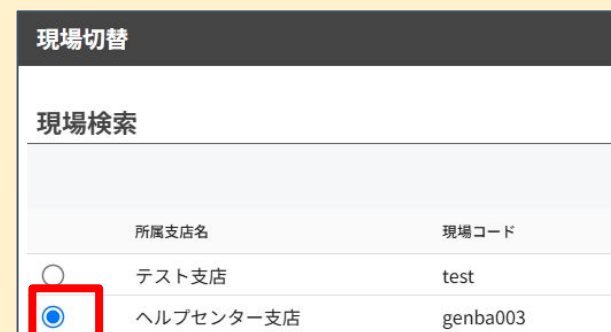 現場切替
現場検索
所属支店名 現場コード
テスト支店 test
ヘルプセンター支店 genba003